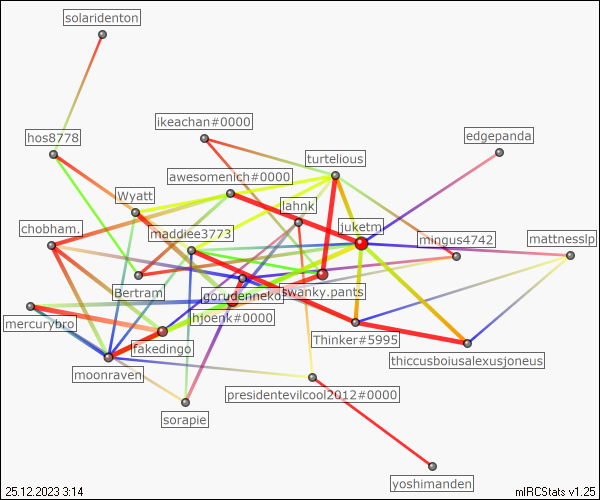 solaridenton
ikeachan#0000
edgepanda
hos8778
turtelious
awesomenich#0000
Wyatt
lahnk
chobham.
juketm
maddiee3773
mingus4742
mattnesslp
Bertram
gorudenneko
swanky.pants
mercurybro
hjoenk#0000
Thinker#5995
fakedingo
thiccusboiusalexusjoneus
moonraven
presidentevilcool2012#0000
sorapie
yoshimanden
25.12.2023 3:14
mIRCStats v1.25